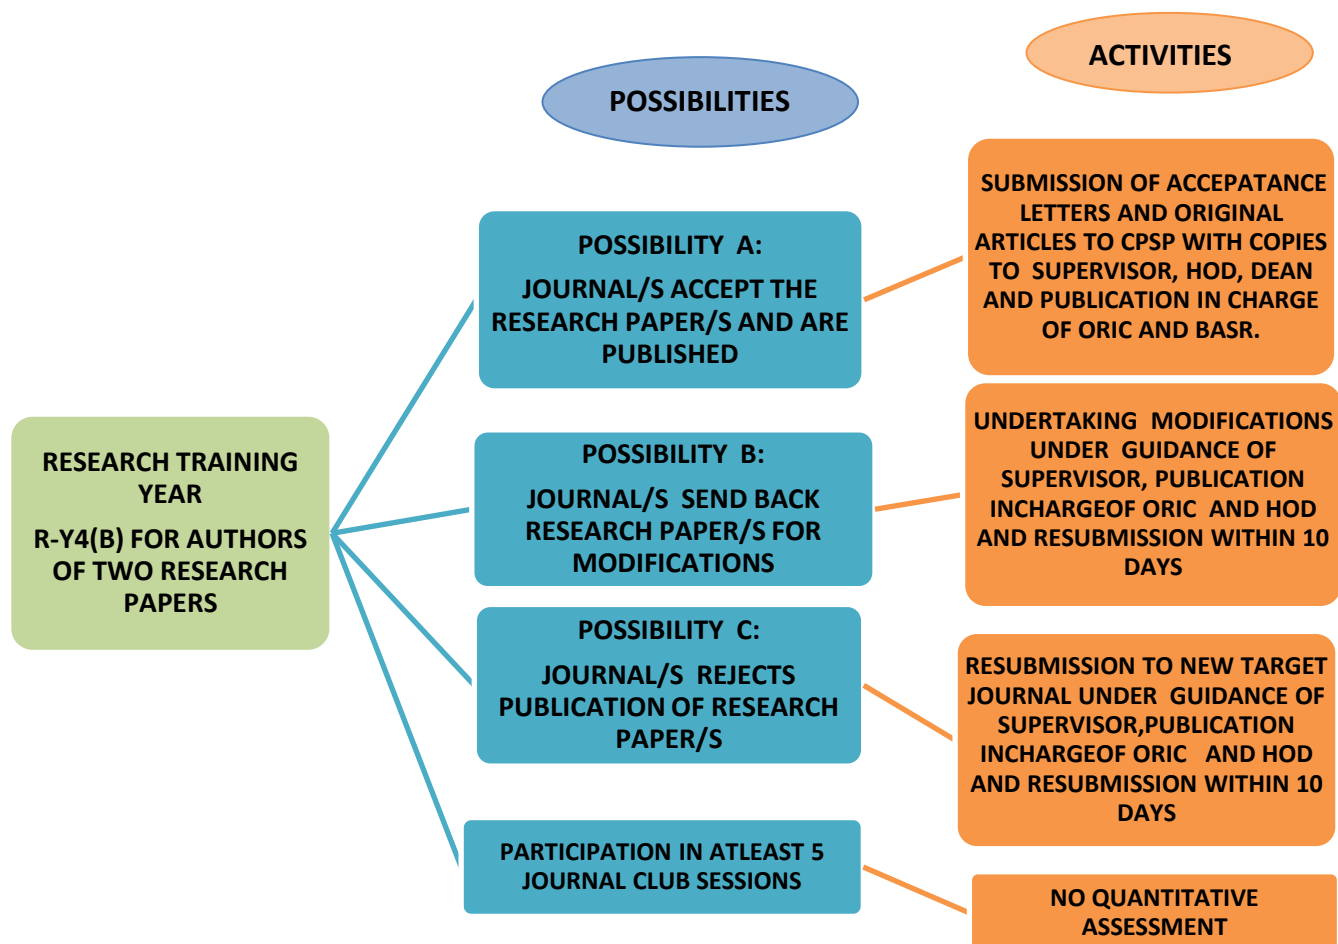 ACTIVITIES
POSSIBILITIES
RESEARCH TRAINING
YEAR
R-Y4(B) FOR AUTHORS
OF TWO RESEARCH
PAPERS
POSSIBILITY A:
JOURNAL/S ACCEPT THE
RESEARCH PAPER/S AND ARE
PUBLISHED
SUBMISSION OF ACCEPATANCE
LETTERS AND ORIGINAL
ARTICLES TO CPSP WITH COPIES
TO SUPERVISOR, HOD, DEAN
AND PUBLICATION IN CHARGE
OF ORIC AND BASR.
POSSIBILITY B:
JOURNAL/S SEND BACK
RESEARCH PAPER/S FOR
MODIFICATIONS
UNDERTAKING MODIFICATIONS
UNDER GUIDANCE OF
SUPERVISOR, PUBLICATION
INCHARGEOF ORIC AND HOD
AND RESUBMISSION WITHIN 10
DAYS
POSSIBILITY C:
JOURNAL/S REJECTS
PUBLICATION OF RESEARCH
PAPER/S
RESUBMISSION TO NEW TARGET
JOURNAL UNDER GUIDANCE OF
SUPERVISOR,PUBLICATION
INCHARGEOF ORIC AND HOD
AND RESUBMISSION WITHIN 10
DAYS
PARTICIPATION IN ATLEAST 5
JOURNAL CLUB SESSIONS
NO QUANTITATIVE
ASSESSMENT